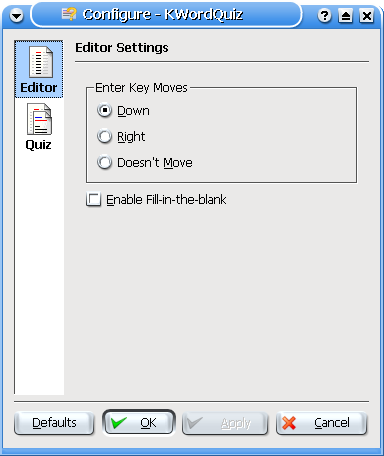 Configure - KWordQuiz
Editor
Quiz
Editor Settings
Enter Key Moves
Down
Right
Doesn't Move
Enable Fill-in-the-blank
Defaults
OK
Apply
Cancel